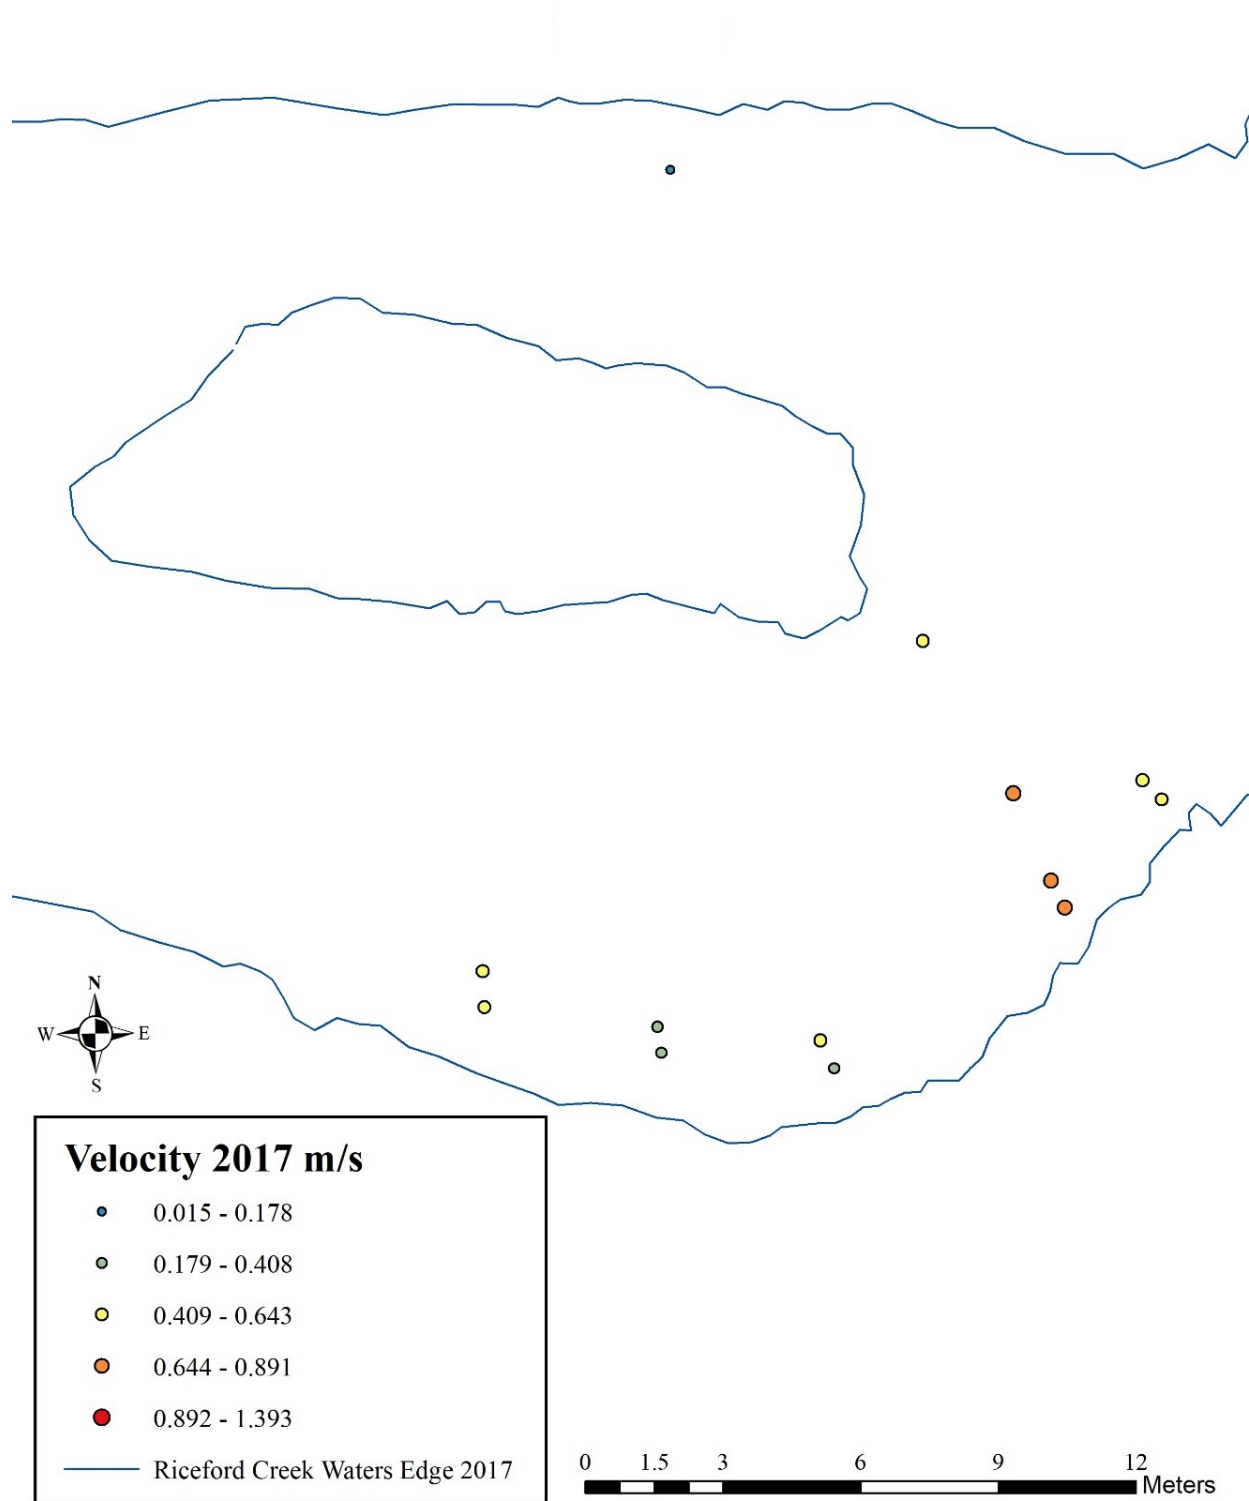 N
W E
S
Velocity 2017 m/s
0.015 - 0.178
0.179 - 0.408
0.409 - 0.643
0.644 - 0.891
0.892 - 1.393
Riceford Creek Waters Edge 2017
0 1.5 3 6 9 12
Meters